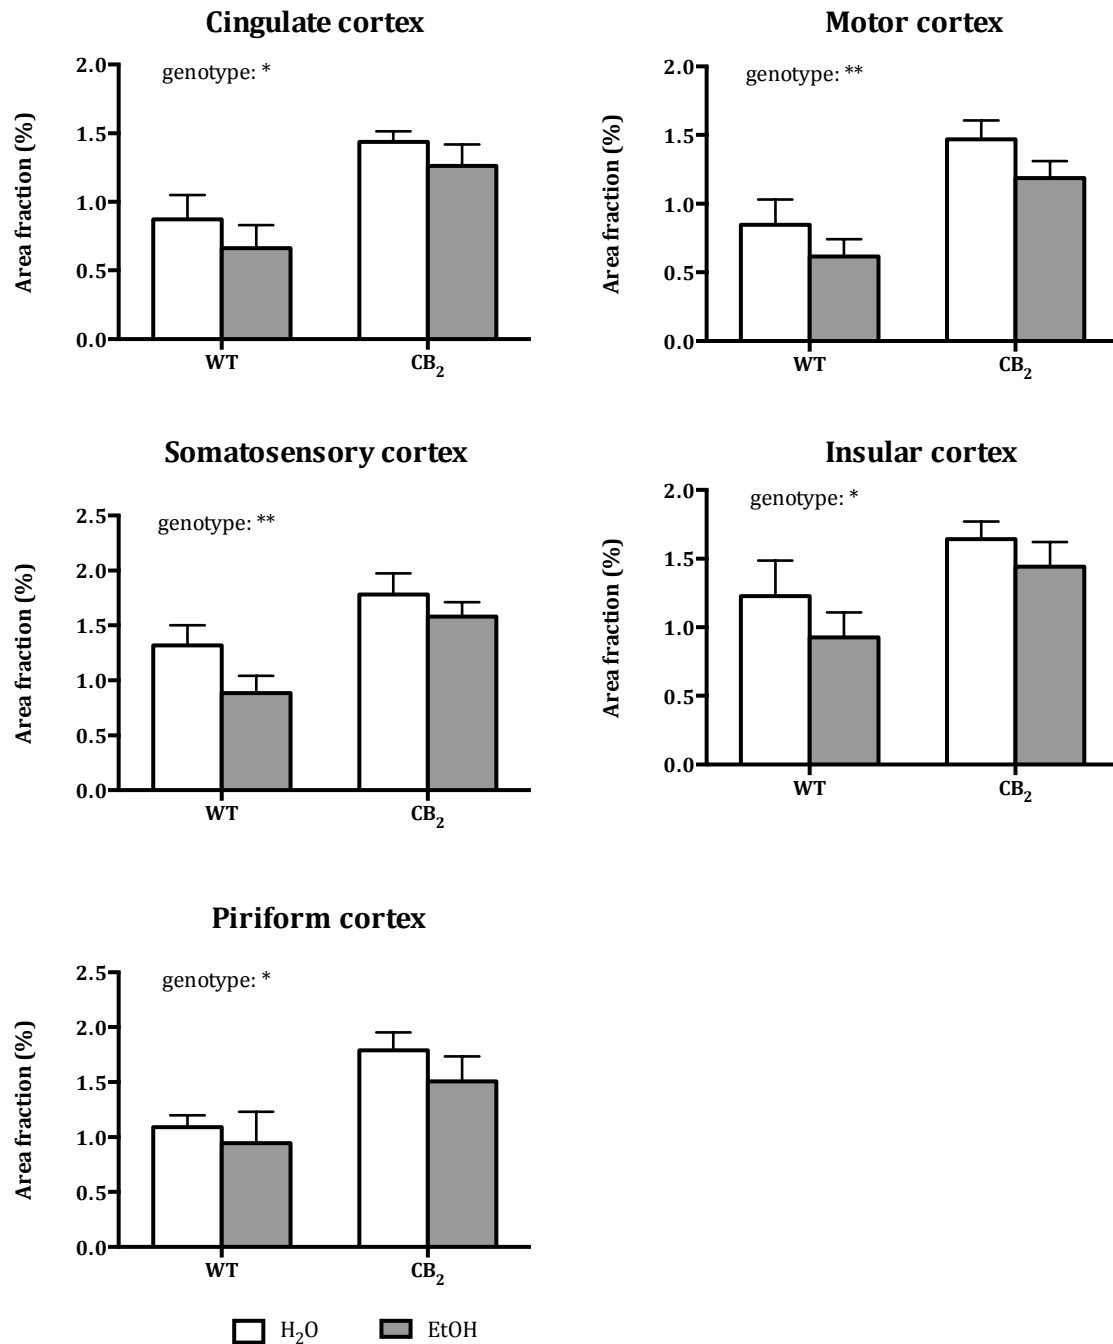 Cingulate cortex
genotype: *
Area fraction (%)
2.0
1.5
1.0
0.5
0.0
WT
CB₂
Motor cortex
genotype: **
Area fraction (%)
2.0
1.5
1.0
0.5
0.0
WT
CB₂
Somatosensory cortex
genotype: **
Area fraction (%)
2.5
2.0
1.5
1.0
0.5
0.0
WT
CB₂
Insular cortex
genotype: *
Area fraction (%)
2.0
1.5
1.0
0.5
0.0
WT
CB₂
Piriform cortex
genotype: *
Area fraction (%)
2.5
2.0
1.5
1.0
0.5
0.0
WT
CB₂
H₂O
EtOH